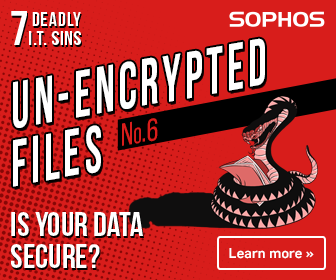 7 DEADLY
I.T. SINS
SOPHOS
UN-ENCRYPTED
FILES No.6
IS YOUR DATA
SECURE?
Learn more »